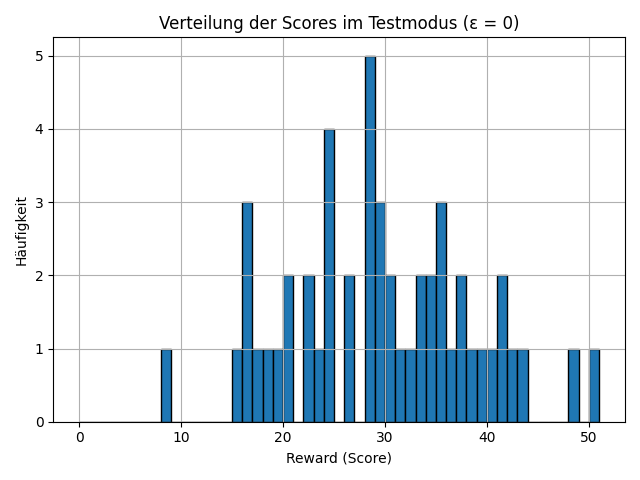 Verteilung der Scores im Testmodus (ε = 0)
Häufigkeit
5
4
3
2
1
0
0 10 20 30 40 50
Reward (Score)